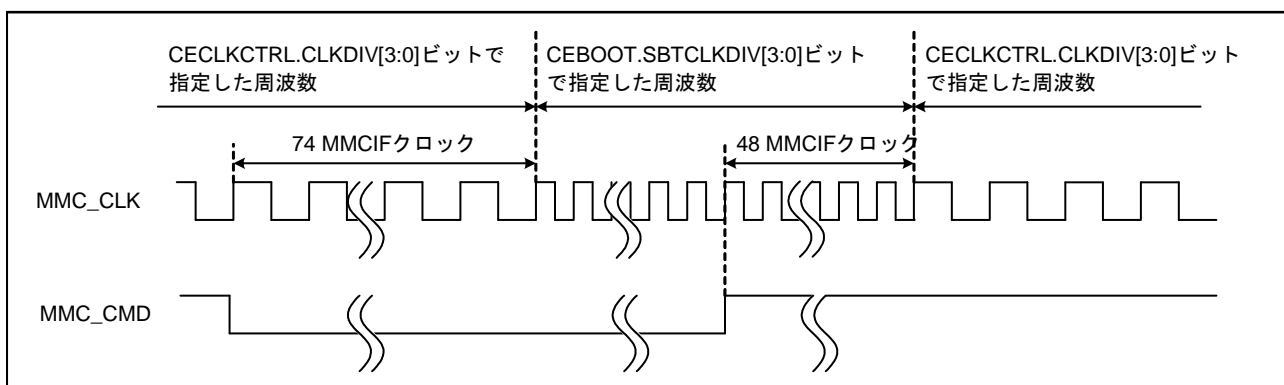 CECLKCTRL.CLKDIV[3:0]ビットで
指定した周波数
CEBOOT.SBTCLKDIV[3:0]ビット
で指定した周波数
CECLKCTRL.CLKDIV[3:0]ビット
で指定した周波数
74 MMCIFクロック
48 MMCIFクロック
MMC_CLK
MMC_CMD